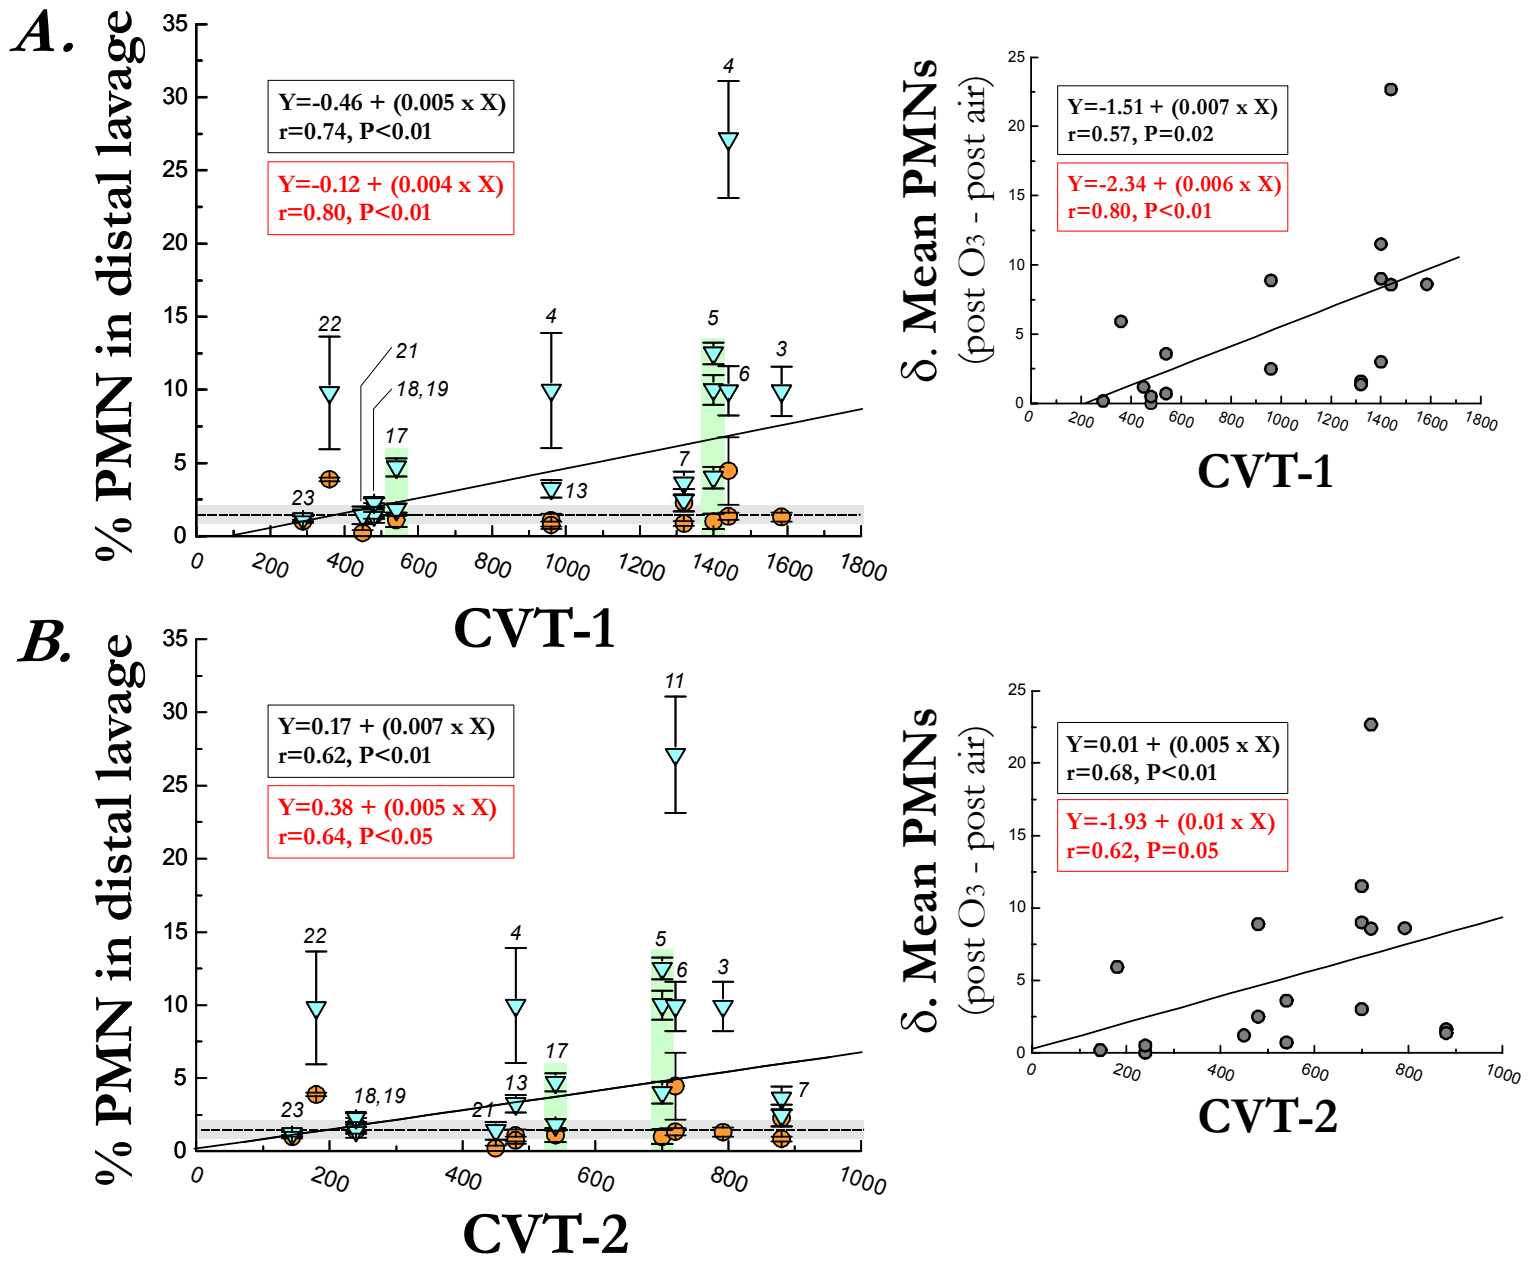 A.
% PMN in distal lavage
35
30
25
20
15
10
5
0
Y=-0.46 + (0.005 x X)
r=0.74, P<0.01
Y=-0.12 + (0.004 x X)
r=0.80, P<0.01
4
22
21
18,19
17
23
4
13
7
5
6
3
0 200 400 600 800 1000 1200 1400 1600 1800
CVT-1
δ. Mean PMNs
(post O3 - post air)
25
20
15
10
5
0
Y=-1.51 + (0.007 x X)
r=0.57, P=0.02
Y=-2.34 + (0.006 x X)
r=0.80, P<0.01
0 200 400 600 800 1000 1200 1400 1600 1800
CVT-1
B.
% PMN in distal lavage
35
30
25
20
15
10
5
0
Y=0.17 + (0.007 x X)
r=0.62, P<0.01
Y=0.38 + (0.005 x X)
r=0.64, P<0.05
11
22
23
18,19
21
4
13
17
5
6
3
7
0 200 400 600 800 1000
CVT-2
δ. Mean PMNs
(post O3 - post air)
25
20
15
10
5
0
Y=0.01 + (0.005 x X)
r=0.68, P<0.01
Y=-1.93 + (0.01 x X)
r=0.62, P=0.05
0 200 400 600 800 1000
CVT-2